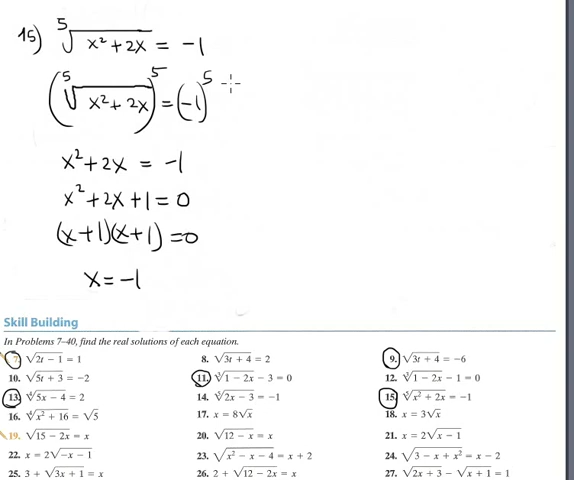 15) ⁵√(x² + 2x) = -1
(⁵√(x² + 2x))⁵ = (-1)⁵
x² + 2x = -1
x² + 2x + 1 = 0
(x + 1)(x + 1) = 0
x = -1
Skill Building
In Problems 7–40, find the real solutions of each equation.
7. √(2t − 1) = 1
8. √(3t + 4) = 2
9. √(3t + 4) = −6
10. √(5t + 3) = −2
11. ³√(1 − 2x) − 3 = 0
12. ³√(1 − 2x) − 1 = 0
13. ⁴√(5x − 4) = 2
14. ⁵√(2x − 3) = −1
15. ⁵√(x² + 2x) = −1
16. ⁴√(x² + 16) = √5
17. x = 8√x
18. x = 3√x
19. √(15 − 2x) = x
20. √(12 − x) = x
21. x = 2√(x − 1)
22. x = 2√(−x − 1)
23. √(x² − x − 4) = x + 2
24. √(3 − x + x²) = x − 2
25. 3 + √(3x + 1) = x
26. 2 + √(12 − 2x) = x
27. √(2x + 3) − √(x + 1) = 1